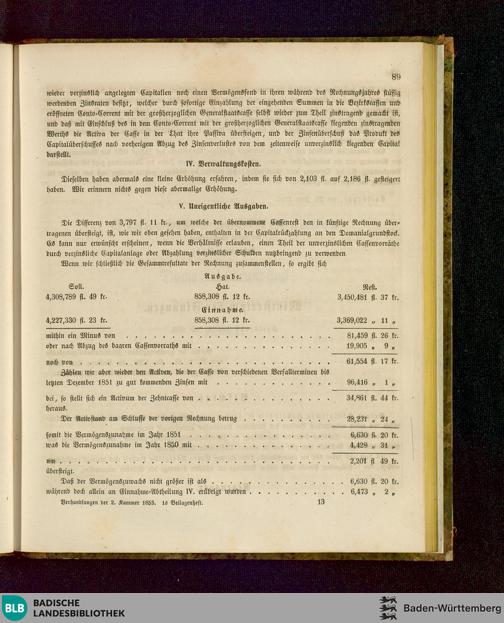 89
wieder verzinslich angelegten Capitalien noch einen Vermögensfond in ihren während des Rechnungsjahres flüssig
werdenden Zinsraten besitzt, welcher durch sofortige Einzahlung der eingehenden Summen in die Bezirkscassen und
eröffneten Conto-Corrent mit der großherzoglichen Generalstaatscasse selbst wieder zum Theil zinstragend gemacht ist,
und daß mit Einschluß des in dem Conto-Corrent mit der großherzoglichen Generalstaatscasse liegenden zinstragenden
Werths die Activa der Casse in der That ihre Passiva übersteigen, und der Zinsenüberschuß das Produkt des
Capitalüberschusses nach vorherigem Abzug des Zinsenverlustes von dem zeitenweise unverzinslich liegenden Capital
darstellt.
IV. Verwaltungskosten.
Dieselben haben abermals eine kleine Erhöhung erfahren, indem sie sich von 2,103 fl. auf 2,186 fl. gesteigert
haben. Wir erinnern nichts gegen diese abermalige Erhöhung.
V. Uneigentliche Ausgaben.
Die Differenz von 3,797 fl. 11 kr., um welche der übernommene Cassenrest den in künftige Rechnung über-
tragenen übersteigt, ist, wie wir oben gesehen haben, enthalten in der Capitalrückzahlung an den Domanialgrundstock.
Es kann nur erwünscht erscheinen, wenn die Verhältnisse erlauben, einen Theil der unverzinslichen Cassenvorräthe
durch verzinsliche Capitalanlage oder Abzahlung verzinslicher Schulden nutzbringend zu verwenden.
Wenn wir schließlich die Gesammtresultate der Rechnung zusammenstellen, so ergibt sich
Ausgabe.
Soll. Hat. Rest.
4,308,789 fl. 49 kr. 858,308 fl. 12 kr. 3,450,481 fl. 37 kr.
Einnahme.
4,227,330 fl. 23 kr. 858,308 fl. 12 kr. 3,369,022 „ 11 „
mithin ein Minus von . . . 81,459 fl. 26 kr.
oder nach Abzug des baaren Cassenvorraths mit . . . 19,905 „ 9 „
noch von . . . 61,554 fl. 17 kr.
Zählen wir aber wieder den Activen, die der Casse von verschiedenen Verfallterminen bis
letzten Dezember 1851 zu gut kommenden Zinsen mit . . . 96,416 „ 1 „
bei, so stellt sich ein Activum der Zehntcasse von . . . 34,861 fl. 44 kr.
heraus.
Der Activstand am Schlusse der vorigen Rechnung betrug . . . 28,231 „ 24 „
somit die Vermögenszunahme im Jahr 1851 . . . 6,630 fl. 20 kr.
was die Vermögenszunahme im Jahr 1850 mit . . . 4,428 „ 31 „
um . . . 2,201 fl. 49 kr.
übersteigt.
Daß der Vermögenszuwachs nicht größer ist als . . . 6,630 fl. 20 kr.
während doch allein an Einnahme-Abtheilung IV. erübrigt wurden . . . 6,473 „ 2 „
Verhandlungen der 2. Kammer 1853. 1s Beilagenheft. 13
BLB BADISCHE
LANDESBIBLIOTHEK
Baden-Württemberg